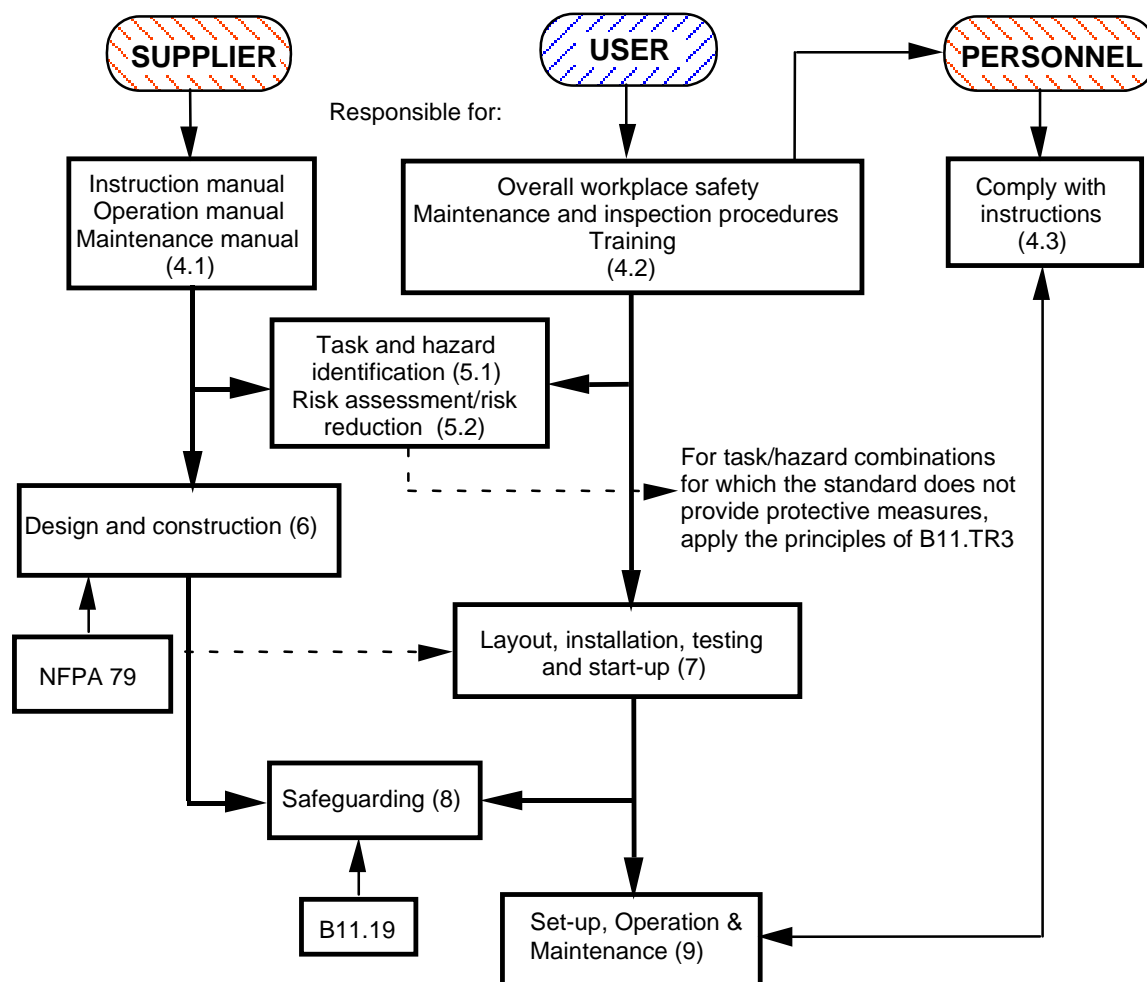 SUPPLIER
USER
PERSONNEL
Responsible for:
Instruction manual
Operation manual
Maintenance manual
(4.1)
Overall workplace safety
Maintenance and inspection procedures
Training
(4.2)
Comply with
instructions
(4.3)
Task and hazard
identification (5.1)
Risk assessment/risk
reduction (5.2)
For task/hazard combinations
for which the standard does not
provide protective measures,
apply the principles of B11.TR3
Design and construction (6)
NFPA 79
Layout, installation, testing
and start-up (7)
Safeguarding (8)
B11.19
Set-up, Operation &
Maintenance (9)